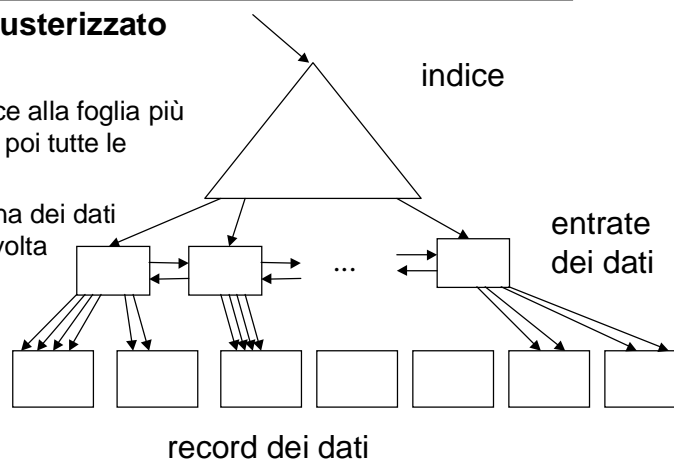 usterizzato
indice
ce alla foglia più
poi tutte le
na dei dati
volta
entrate
dei dati
...
record dei dati